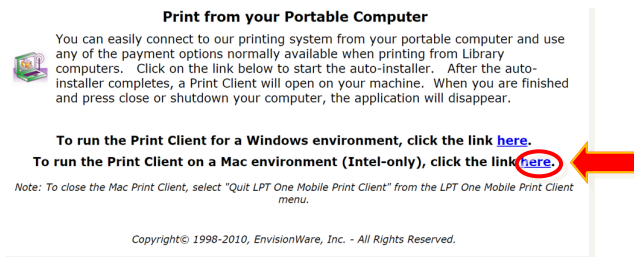 Print from your Portable Computer
You can easily connect to our printing system from your portable computer and use
any of the payment options normally available when printing from Library
computers. Click on the link below to start the auto-installer. After the auto-
installer completes, a Print Client will open on your machine. When you are finished
and press close or shutdown your computer, the application will disappear.
To run the Print Client for a Windows environment, click the link here.
To run the Print Client on a Mac environment (Intel-only), click the link here.
Note: To close the Mac Print Client, select "Quit LPT One Mobile Print Client" from the LPT One Mobile Print Client
menu.
Copyright© 1998-2010, EnvisionWare, Inc. - All Rights Reserved.